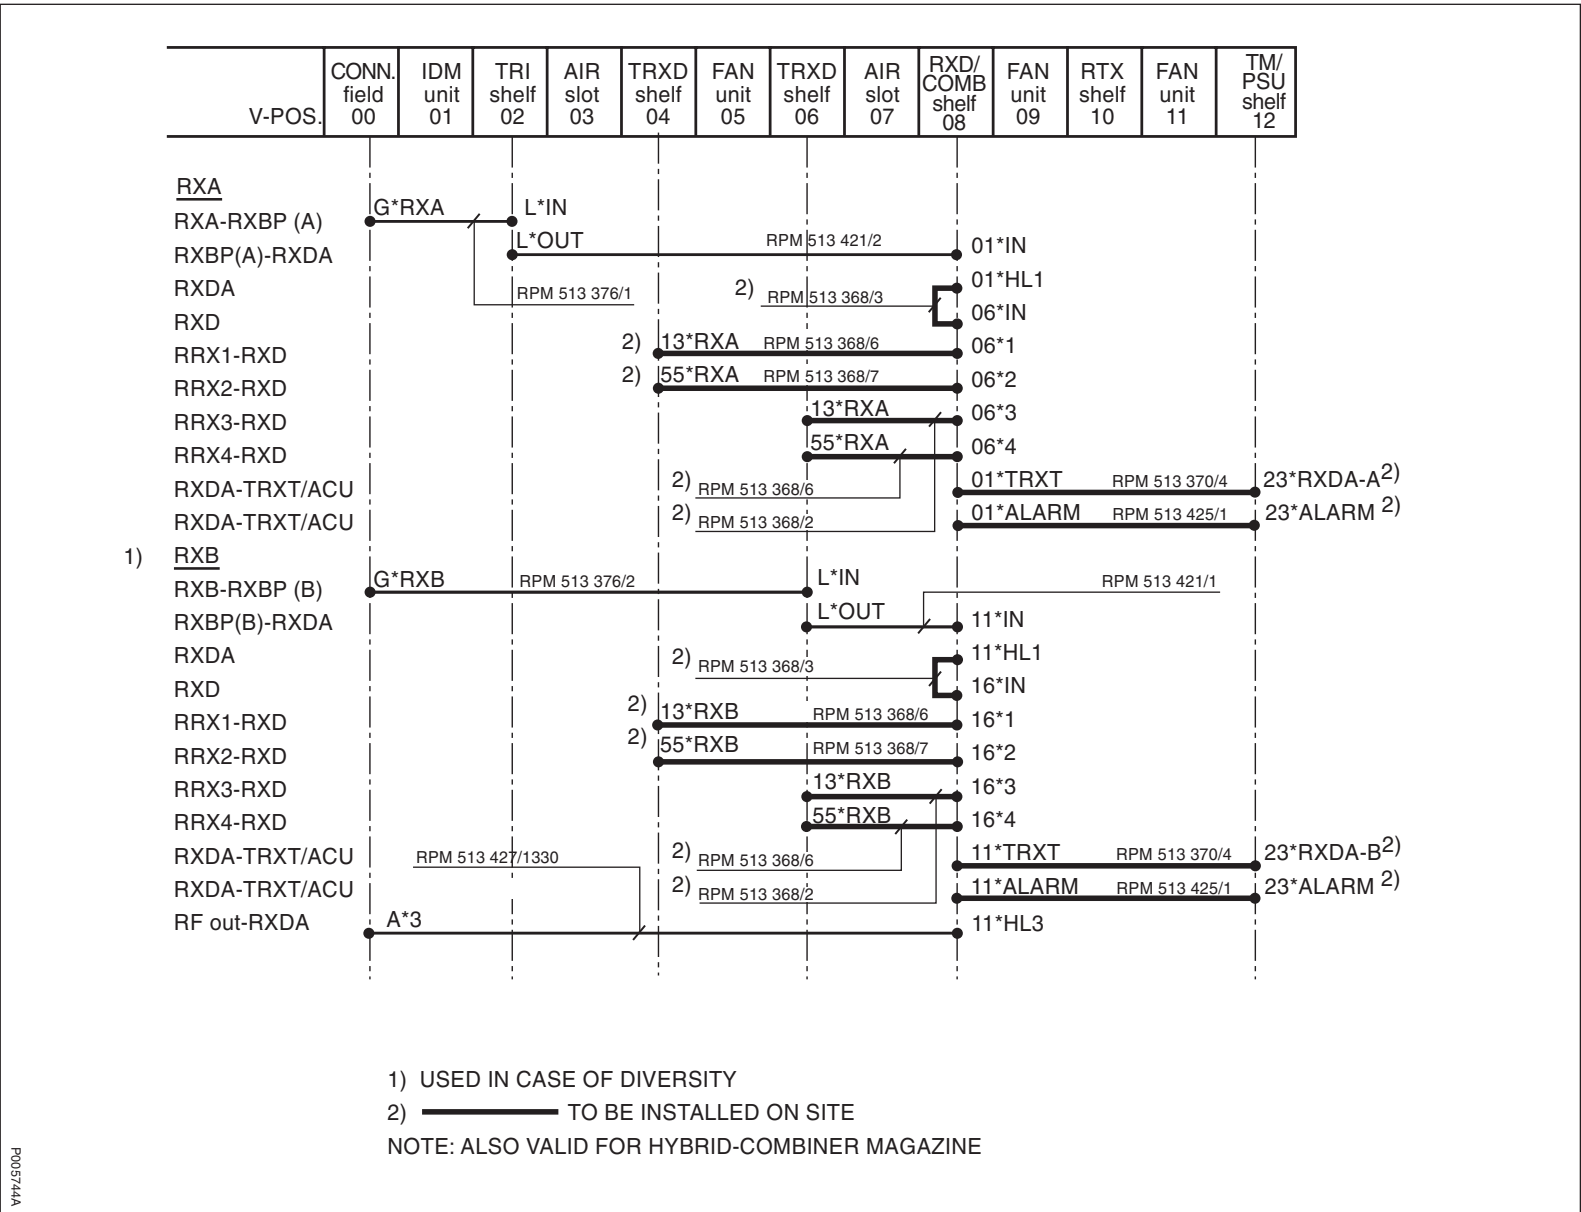 V-POS. CONN. field 00 IDM unit 01 TRI shelf 02 AIR slot 03 TRXD shelf 04 FAN unit 05 TRXD shelf 06 AIR slot 07 RXD/ COMB shelf 08 FAN unit 09 RTX shelf 10 FAN unit 11 TM/ PSU shelf 12
RXA
RXA-RXBP (A) G*RXA L*IN
RXBP(A)-RXDA L*OUT RPM 513 421/2 01*IN
RXDA RPM 513 376/1 2) RPM 513 368/3 01*HL1
RXD 06*IN
RRX1-RXD 2) 13*RXA RPM 513 368/6 06*1
RRX2-RXD 2) 55*RXA RPM 513 368/7 06*2
RRX3-RXD 13*RXA 06*3
RRX4-RXD 55*RXA 06*4
RXDA-TRXT/ACU 2) RPM 513 368/6 01*TRXT RPM 513 370/4 23*RXDA-A2)
RXDA-TRXT/ACU 2) RPM 513 368/2 01*ALARM RPM 513 425/1 23*ALARM 2)
1) RXB
RXB-RXBP (B) G*RXB RPM 513 376/2 L*IN RPM 513 421/1
RXBP(B)-RXDA L*OUT 11*IN
RXDA 2) RPM 513 368/3 11*HL1
RXD 16*IN
RRX1-RXD 2) 13*RXB RPM 513 368/6 16*1
RRX2-RXD 2) 55*RXB RPM 513 368/7 16*2
RRX3-RXD 13*RXB 16*3
RRX4-RXD 55*RXB 16*4
RXDA-TRXT/ACU RPM 513 427/1330 2) RPM 513 368/6 11*TRXT RPM 513 370/4 23*RXDA-B2)
RXDA-TRXT/ACU 2) RPM 513 368/2 11*ALARM RPM 513 425/1 23*ALARM 2)
RF out-RXDA A*3 11*HL3
1) USED IN CASE OF DIVERSITY
2) TO BE INSTALLED ON SITE
NOTE: ALSO VALID FOR HYBRID-COMBINER MAGAZINE
P005744A